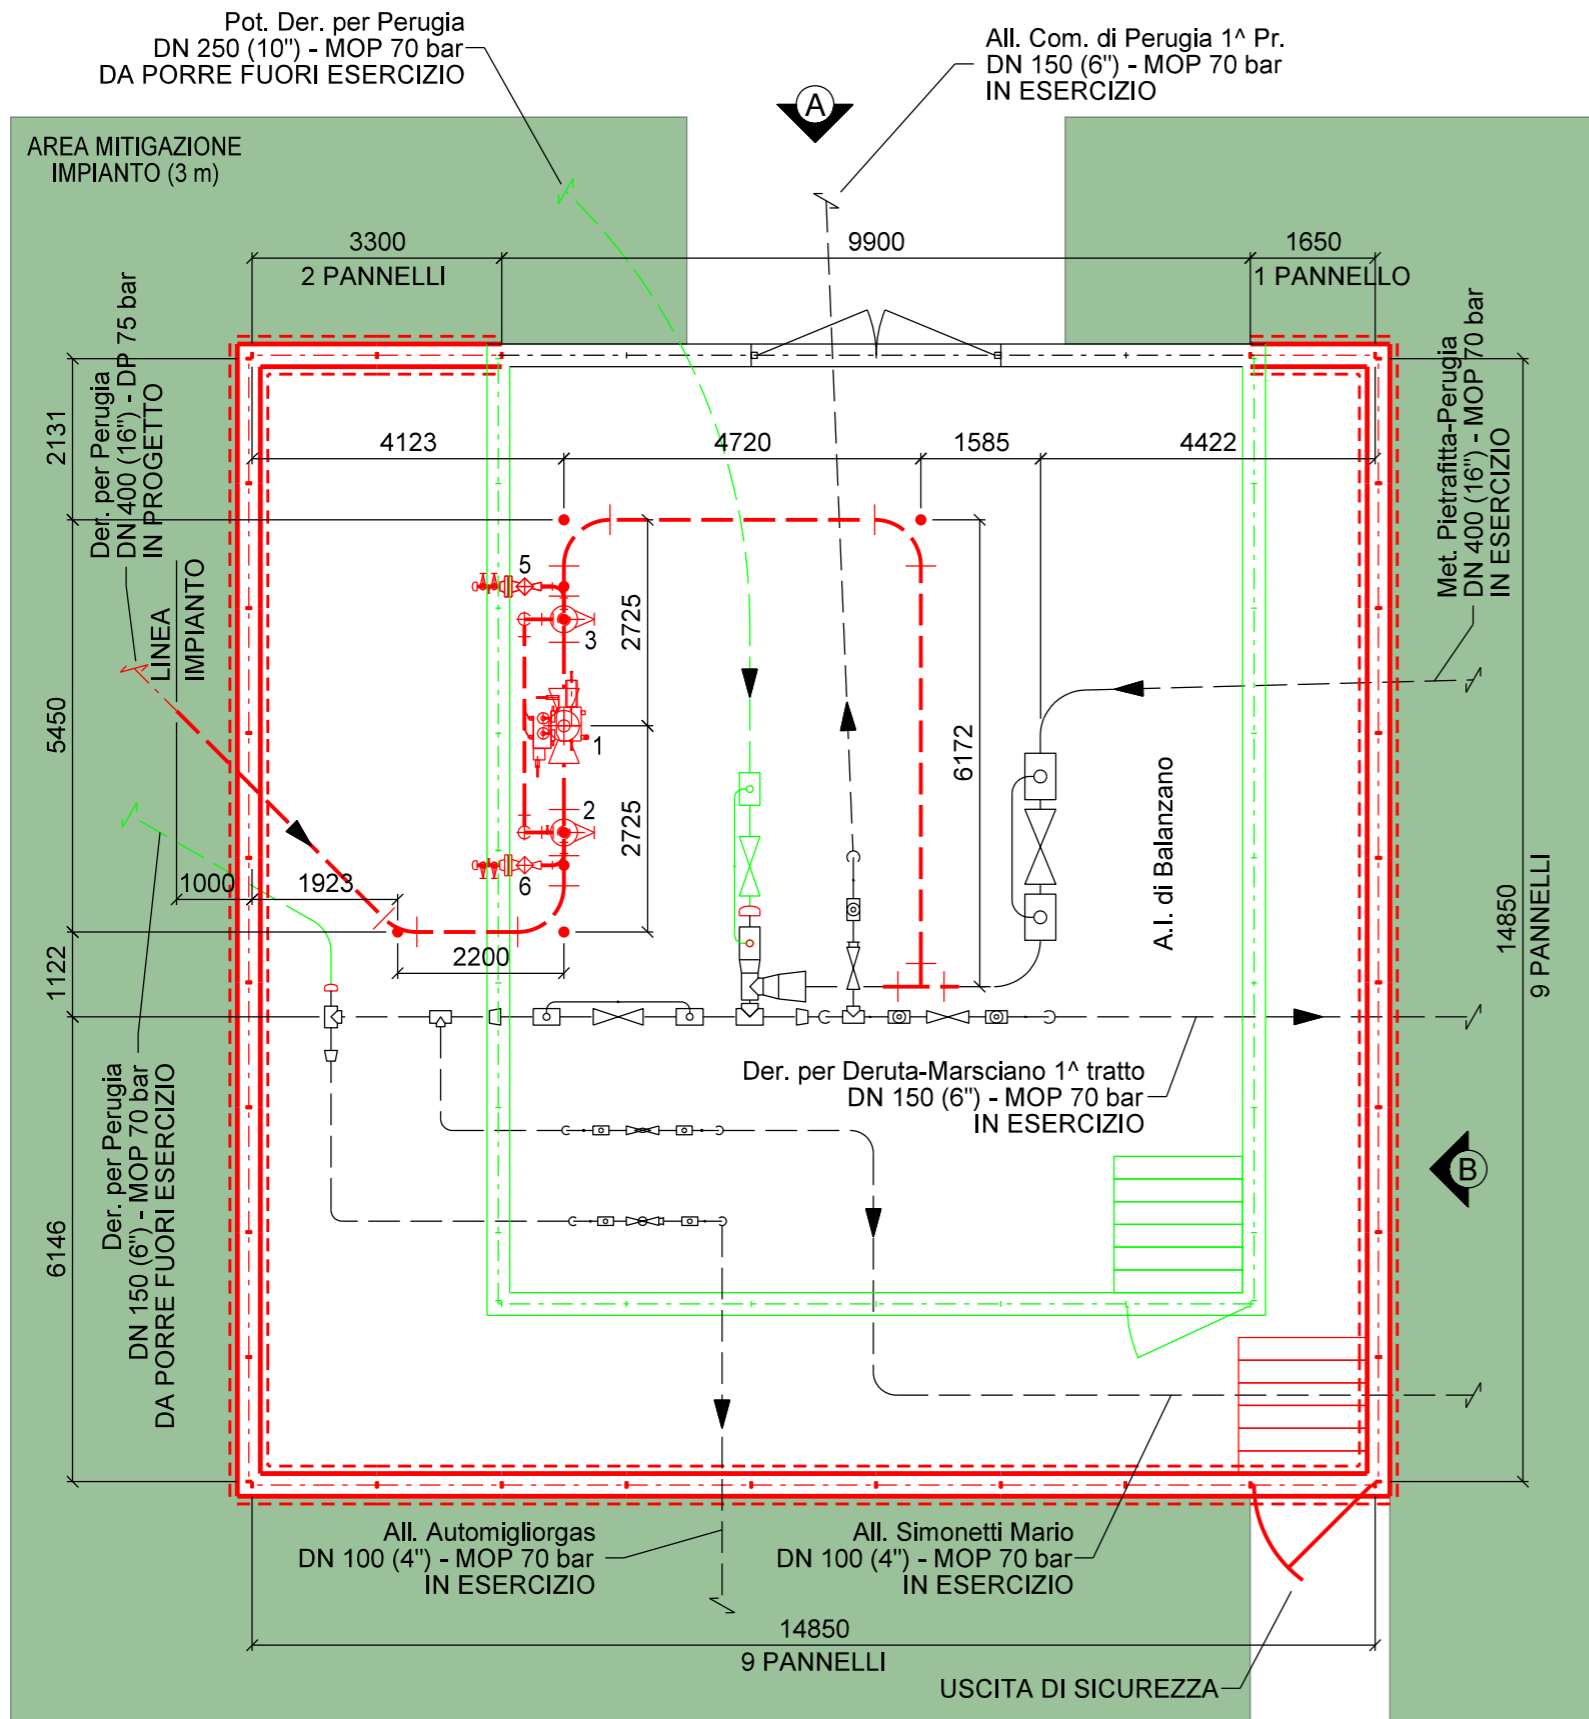 Pot. Der. per Perugia
DN 250 (10") - MOP 70 bar
DA PORRE FUORI ESERCIZIO
All. Com. di Perugia 1^ Pr.
DN 150 (6") - MOP 70 bar
IN ESERCIZIO
A
AREA MITIGAZIONE
IMPIANTO (3 m)
3300
2 PANNELLI
9900
1650
1 PANNELLO
Der. per Perugia
DN 400 (16") - DP 75 bar
IN PROGETTO
Met. Pietrafitta-Perugia
DN 400 (16") - MOP 70 bar
IN ESERCIZIO
2131
4123
4720
1585
4422
LINEA
IMPIANTO
5
3
2725
1
5450
6172
2
2725
6
A.I. di Balanzano
1000
1923
2200
1122
14850
9 PANNELLI
Der. per Deruta-Marsciano 1^ tratto
DN 150 (6") - MOP 70 bar
IN ESERCIZIO
Der. per Perugia
DN 150 (6") - MOP 70 bar
DA PORRE FUORI ESERCIZIO
B
6146
All. Automigliorgas
DN 100 (4") - MOP 70 bar
IN ESERCIZIO
All. Simonetti Mario
DN 100 (4") - MOP 70 bar
IN ESERCIZIO
14850
9 PANNELLI
USCITA DI SICUREZZA